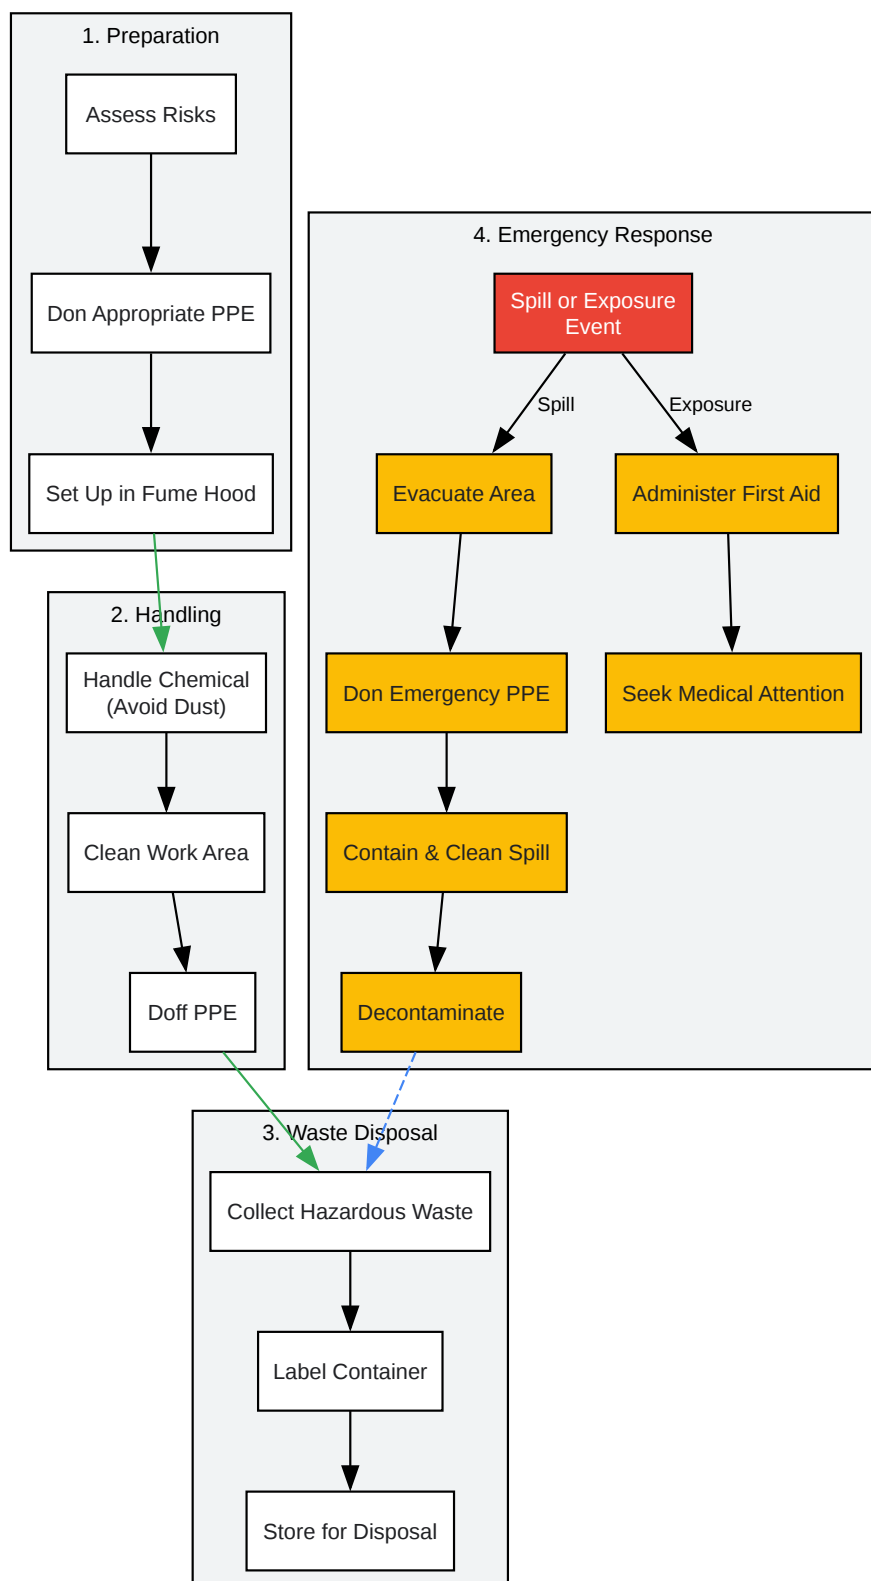 1. Preparation
Assess Risks
Don Appropriate PPE
Set Up in Fume Hood
2. Handling
Handle Chemical
(Avoid Dust)
Clean Work Area
Doff PPE
4. Emergency Response
Spill or Exposure
Event
Spill
Exposure
Evacuate Area
Administer First Aid
Don Emergency PPE
Seek Medical Attention
Contain & Clean Spill
Decontaminate
3. Waste Disposal
Collect Hazardous Waste
Label Container
Store for Disposal